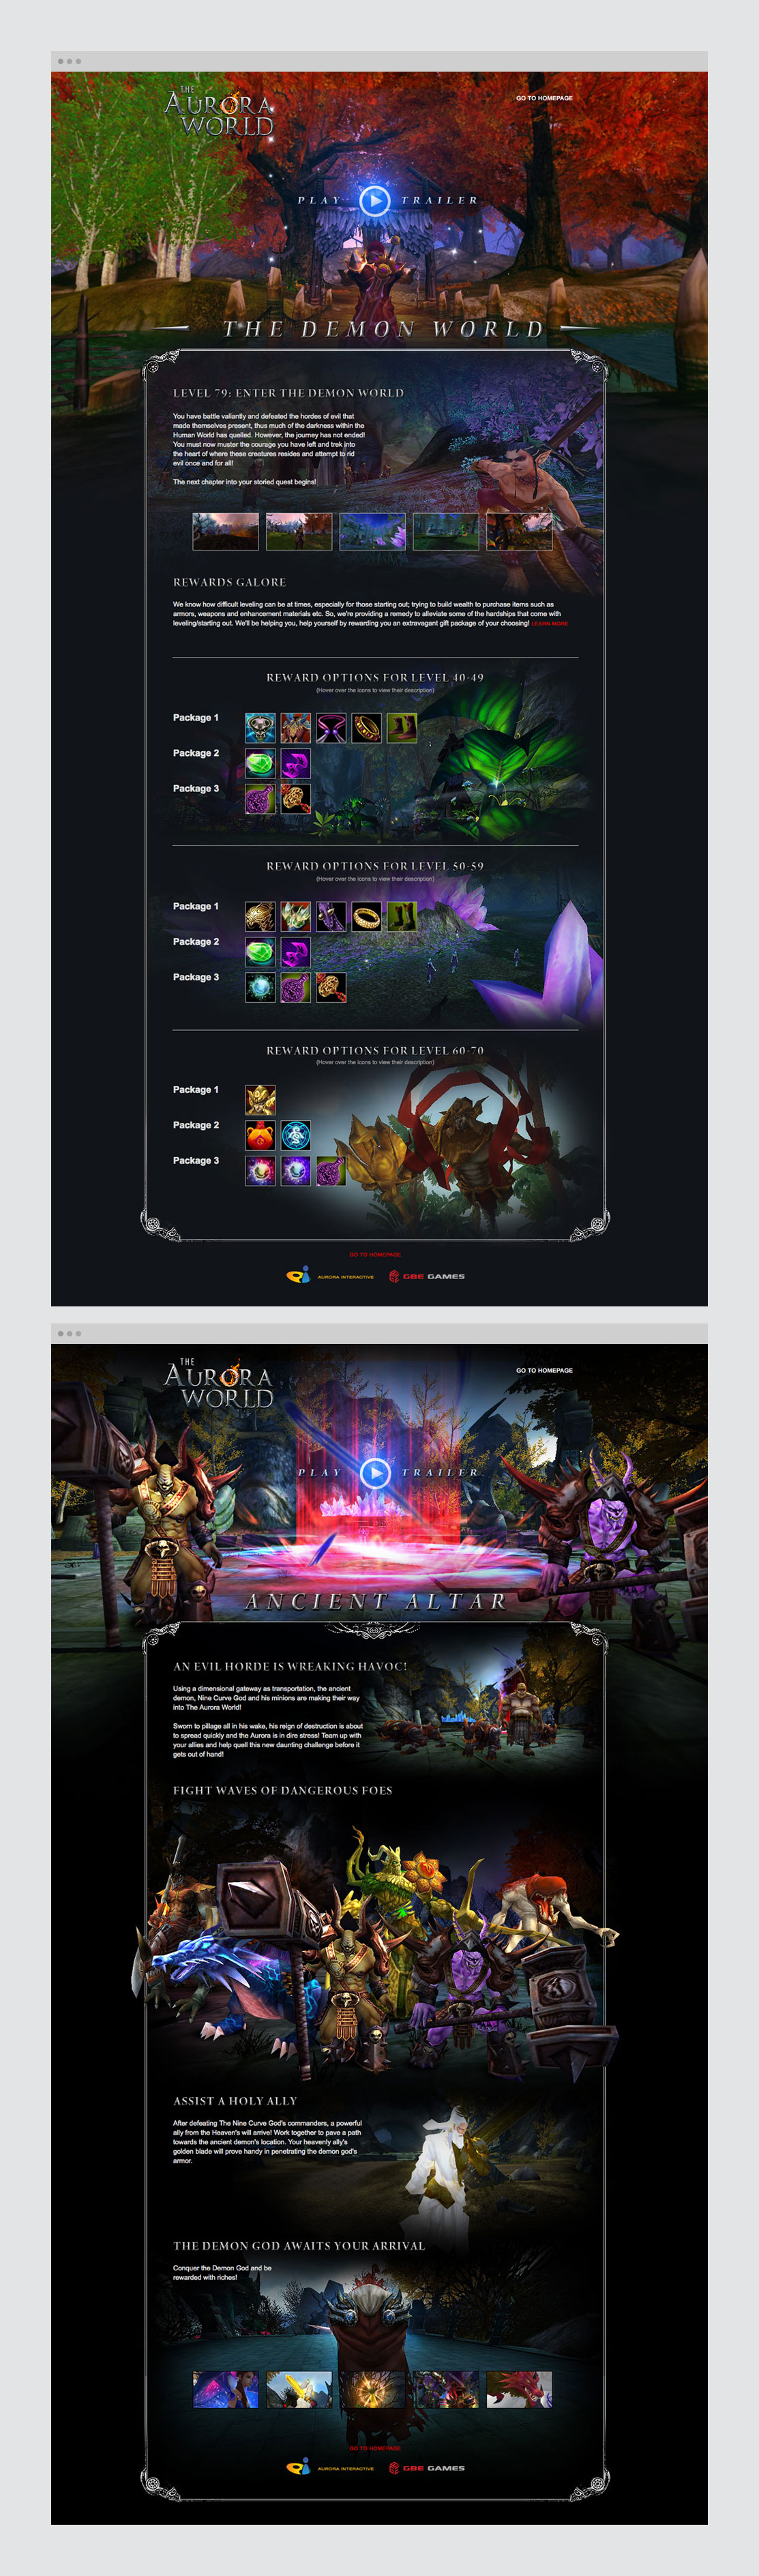 THE
AURORA
WORLD
GO TO HOMEPAGE
PLAY TRAILER
THE DEMON WORLD
LEVEL 79: ENTER THE DEMON WORLD
You have battle valiantly and defeated the hordes of evil that
made themselves present, thus much of the darkness within the
Human World has quelled. However, the journey has not ended!
You must now muster the courage you have left and trek into
the heart of where these creatures resides and attempt to rid
evil once and for all!
The next chapter into your storied quest begins!
REWARDS GALORE
We know how difficult leveling can be at times, especially for those starting out; trying to build wealth to purchase items such as
armors, weapons and enhancement materials etc. So, we're providing a remedy to alleviate some of the hardships that come with
leveling/starting out. We'll be helping you, help yourself by rewarding you an extravagant gift package of your choosing! LEARN MORE
REWARD OPTIONS FOR LEVEL 40-49
(Hover over the icons to view their description)
Package 1
Package 2
Package 3
REWARD OPTIONS FOR LEVEL 50-59
(Hover over the icons to view their description)
Package 1
Package 2
Package 3
REWARD OPTIONS FOR LEVEL 60-70
(Hover over the icons to view their description)
Package 1
Package 2
Package 3
GO TO HOMEPAGE
AURORA INTERACTIVE GBE GAMES
THE
AURORA
WORLD
GO TO HOMEPAGE
PLAY TRAILER
ANCIENT ALTAR
AN EVIL HORDE IS WREAKING HAVOC!
Using a dimensional gateway as transportation, the ancient
demon, Nine Curve God and his minions are making their way
into The Aurora World!
Sworn to pillage all in his wake, his reign of destruction is about
to spread quickly and the Aurora is in dire stress! Team up with
your allies and help quell this new daunting challenge before it
gets out of hand!
FIGHT WAVES OF DANGEROUS FOES
ASSIST A HOLY ALLY
After defeating The Nine Curve God's commanders, a powerful
ally from the Heaven's will arrive! Work together to peve a path
towards the ancient demon's location. Your heavenly ally's
golden blade will prove handy in penetrating the demon god's
armor.
THE DEMON GOD AWAITS YOUR ARRIVAL
Conquer the Demon God and be
rewarded with riches!
GO TO HOMEPAGE
AURORA INTERACTIVE GBE GAMES